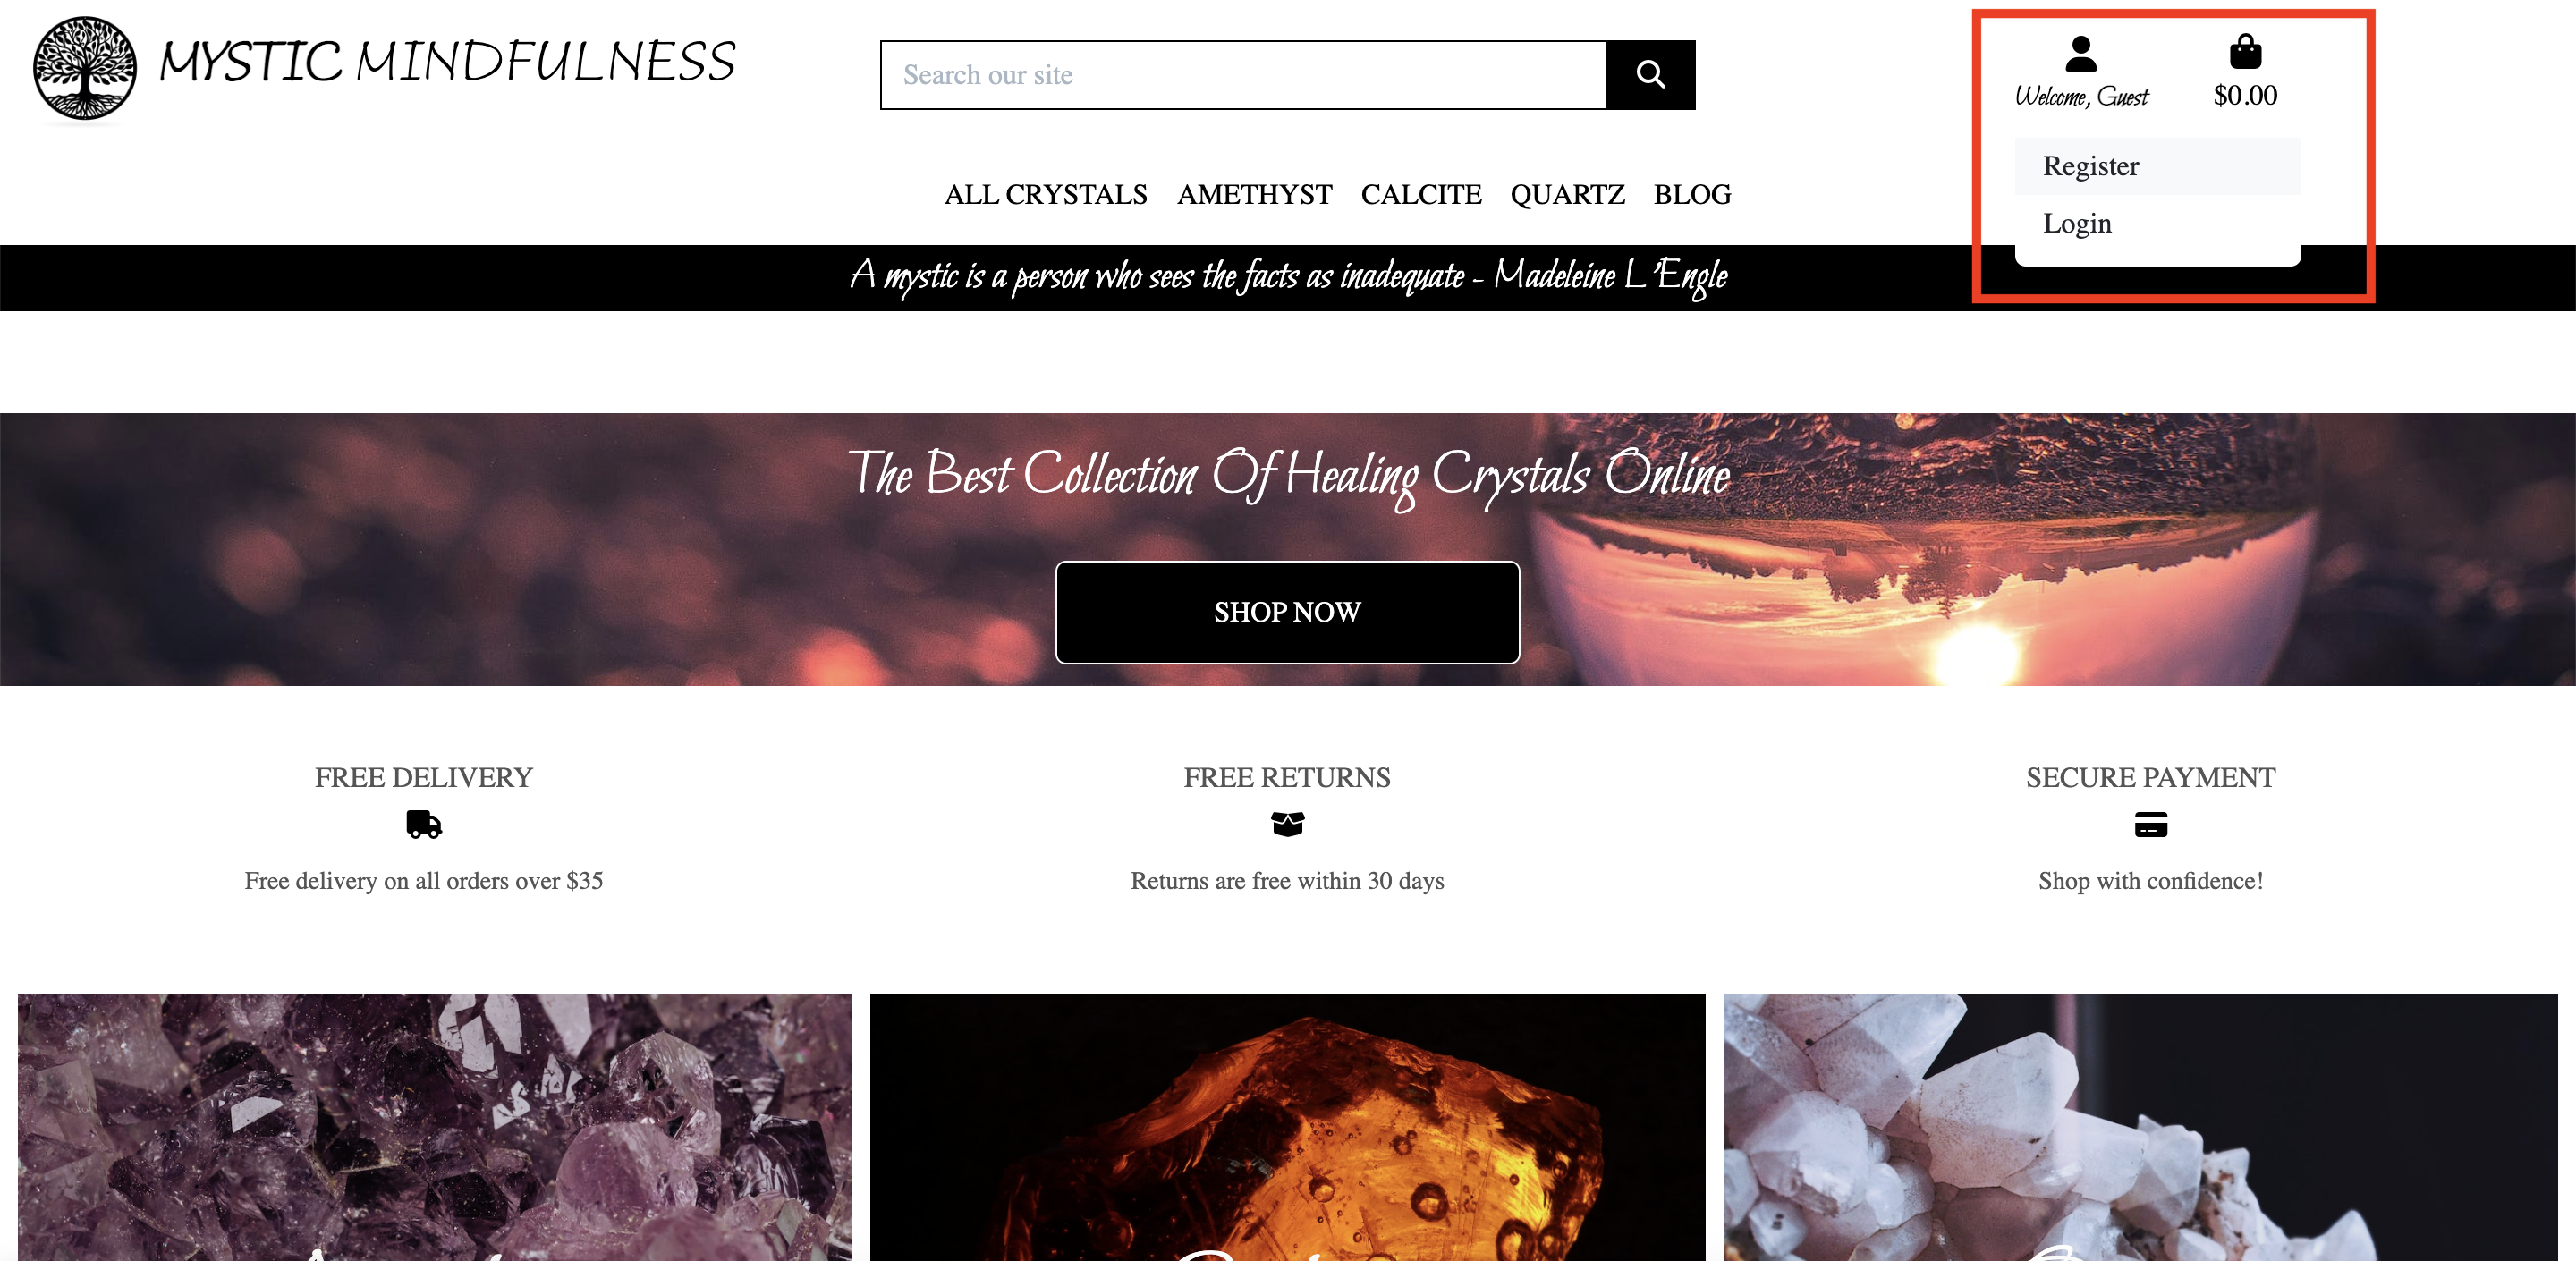 MYSTIC MINDFULNESS
Search our site
Welcome, Guest
$0.00
Register
Login
ALL CRYSTALS AMETHYST CALCITE QUARTZ BLOG
A mystic is a person who sees the facts as inadequate - Madeleine L'Engle
The Best Collection Of Healing Crystals Online
SHOP NOW
FREE DELIVERY
Free delivery on all orders over $35
FREE RETURNS
Returns are free within 30 days
SECURE PAYMENT
Shop with confidence!